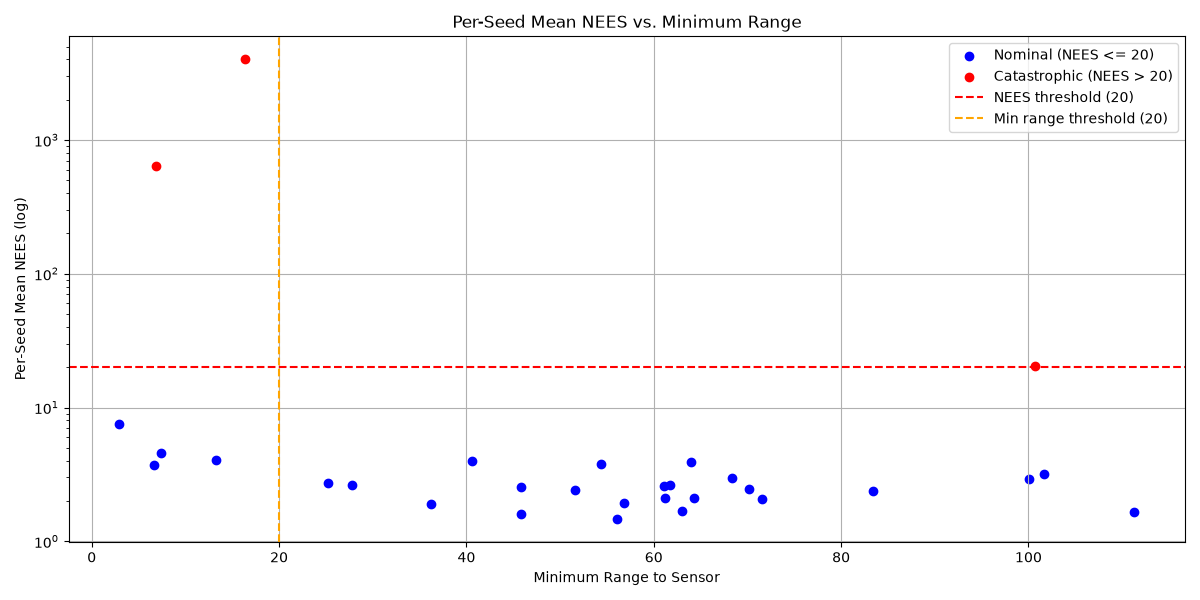 Per-Seed Mean NEES vs. Minimum Range
Nominal (NEES <= 20)
Catastrophic (NEES > 20)
NEES threshold (20)
Min range threshold (20)
Per-Seed Mean NEES (log)
10³
10²
10¹
10⁰
0 20 40 60 80 100
Minimum Range to Sensor